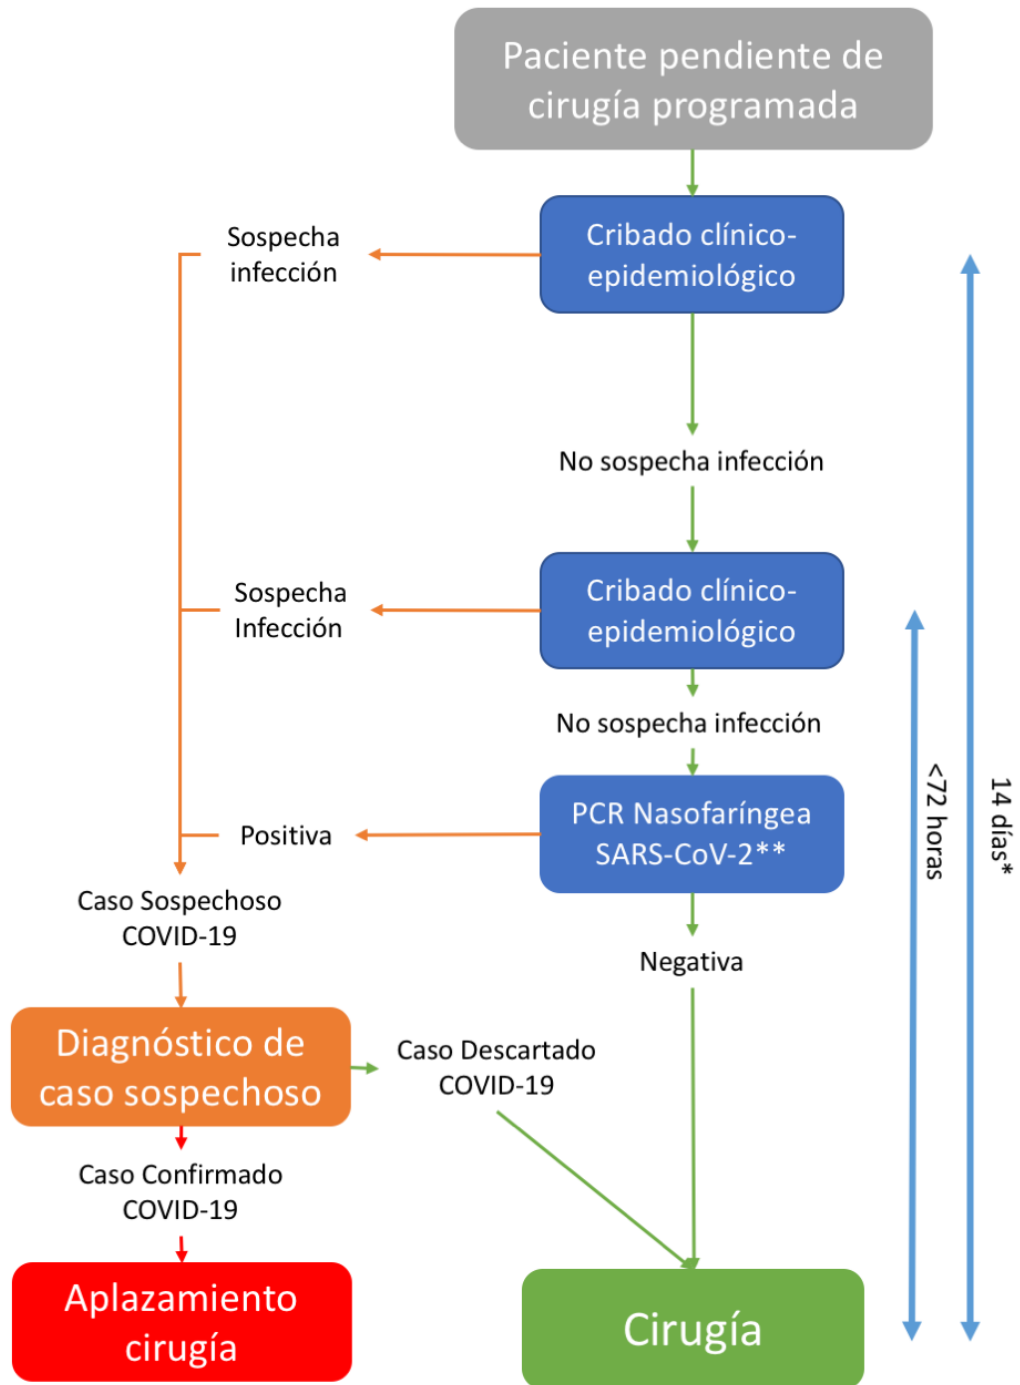 Paciente pendiente de
cirugía programada
Cribado clínico-
epidemiológico
Sospecha
infección
No sospecha infección
Cribado clínico-
epidemiológico
Sospecha
Infección
No sospecha infección
PCR Nasofaríngea
SARS-CoV-2**
Positiva
<72 horas
14 días*
Caso Sospechoso
COVID-19
Negativa
Diagnóstico de
caso sospechoso
Caso Descartado
COVID-19
Caso Confirmado
COVID-19
Aplazamiento
cirugía
Cirugía